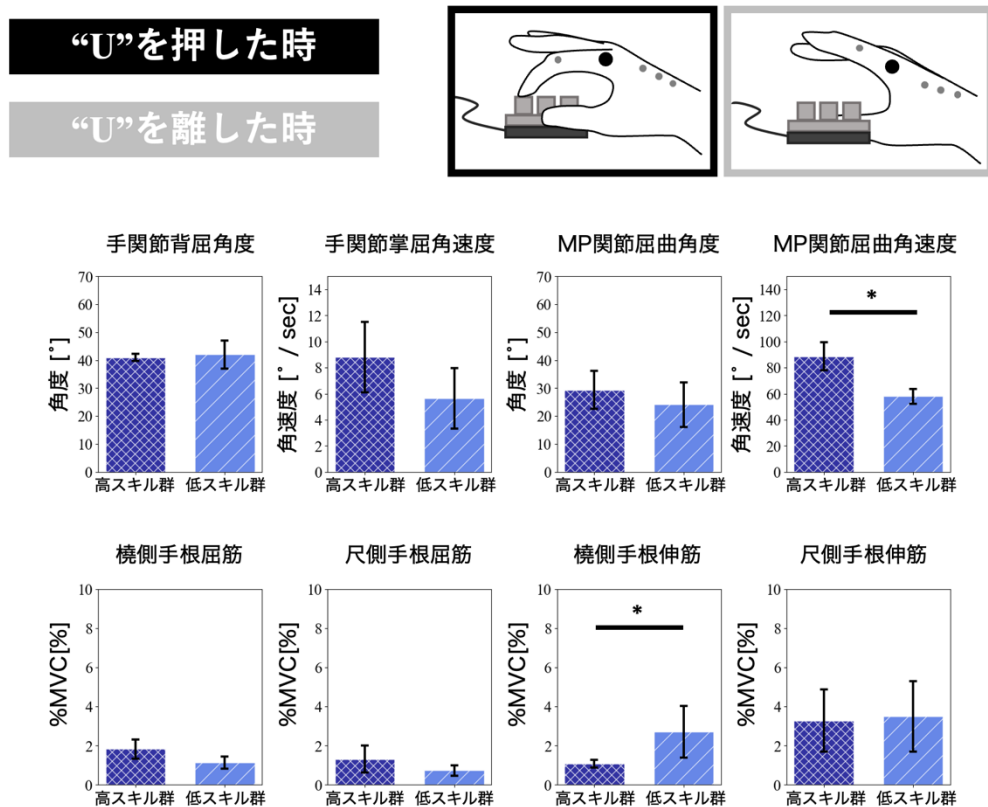 “U”を押した時
“U”を離した時
手関節背屈角度
手関節掌屈角速度
MP関節屈曲角度
MP関節屈曲角速度
角度 [°]
70
60
50
40
30
20
10
0
高スキル群 低スキル群
角速度 [° / sec]
14
12
10
8
6
4
2
0
高スキル群 低スキル群
角度 [°]
70
60
50
40
30
20
10
0
高スキル群 低スキル群
角速度 [° / sec]
140
120
100
80
60
40
20
0
*
高スキル群 低スキル群
橈側手根屈筋
尺側手根屈筋
橈側手根伸筋
尺側手根伸筋
%MVC[%]
10
8
6
4
2
0
高スキル群 低スキル群
%MVC[%]
10
8
6
4
2
0
高スキル群 低スキル群
%MVC[%]
10
8
6
4
2
0
*
高スキル群 低スキル群
%MVC[%]
10
8
6
4
2
0
高スキル群 低スキル群